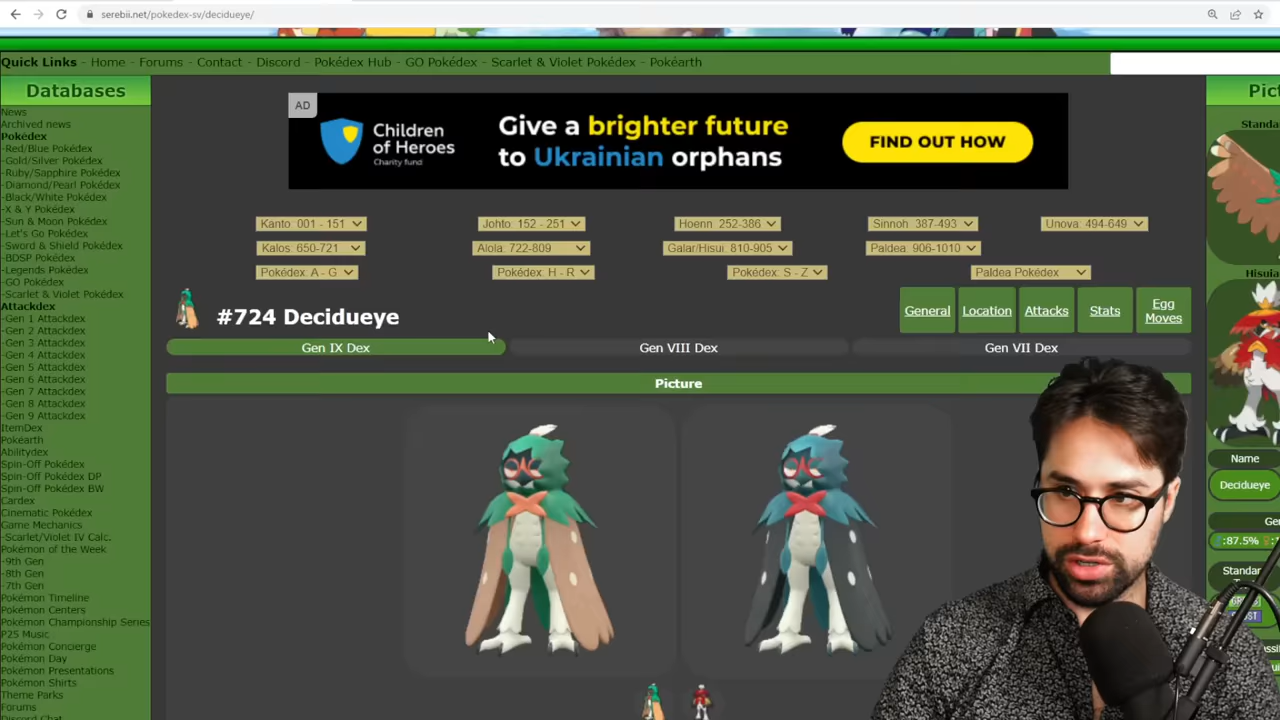 serebii.net/pokedex-sv/decidueye/
Quick Links - Home - Forums - Contact - Discord - Pokédex Hub - GO Pokédex - Scarlet & Violet Pokédex - Pokéarth
Databases
News
Archived news
Pokédex
-Red/Blue Pokédex
-Gold/Silver Pokédex
-Ruby/Sapphire Pokédex
-Diamond/Pearl Pokédex
-Black/White Pokédex
-X & Y Pokédex
-Sun & Moon Pokédex
-Let's Go Pokédex
-Sword & Shield Pokédex
-BDSP Pokédex
-Legends Pokédex
-GO Pokédex
-Scarlet & Violet Pokédex
Attackdex
-Gen 1 Attackdex
-Gen 2 Attackdex
-Gen 3 Attackdex
-Gen 4 Attackdex
-Gen 5 Attackdex
-Gen 6 Attackdex
-Gen 7 Attackdex
-Gen 8 Attackdex
-Gen 9 Attackdex
ItemDex
Pokéarth
Abilitydex
Spin-Off Pokédex
Spin-Off Pokédex DP
Spin-Off Pokédex BW
Cardex
Cinematic Pokédex
Game Mechanics
-Scarlet/Violet IV Calc.
Pokémon of the Week
-9th Gen
-8th Gen
-7th Gen
Pokémon Timeline
Pokémon Centers
Pokémon Championship Series
P25 Music
Pokémon Concierge
Pokémon Day
Pokémon Presentations
Pokémon Shirts
Theme Parks
Forums
Discord Chat
AD
Children
of Heroes
Charity fund
Give a brighter future
to Ukrainian orphans
FIND OUT HOW
Kanto: 001 - 151
Johto: 152 - 251
Hoenn: 252-386
Sinnoh: 387-493
Unova: 494-649
Kalos: 650-721
Alola: 722-809
Galar/Hisui: 810-905
Paldea: 906-1010
Pokédex: A - G
Pokédex: H - R
Pokédex: S - Z
Paldea Pokédex
#724 Decidueye
General
Location
Attacks
Stats
Egg
Moves
Gen IX Dex
Gen VIII Dex
Gen VII Dex
Picture
Name
Decidueye
:87.5%